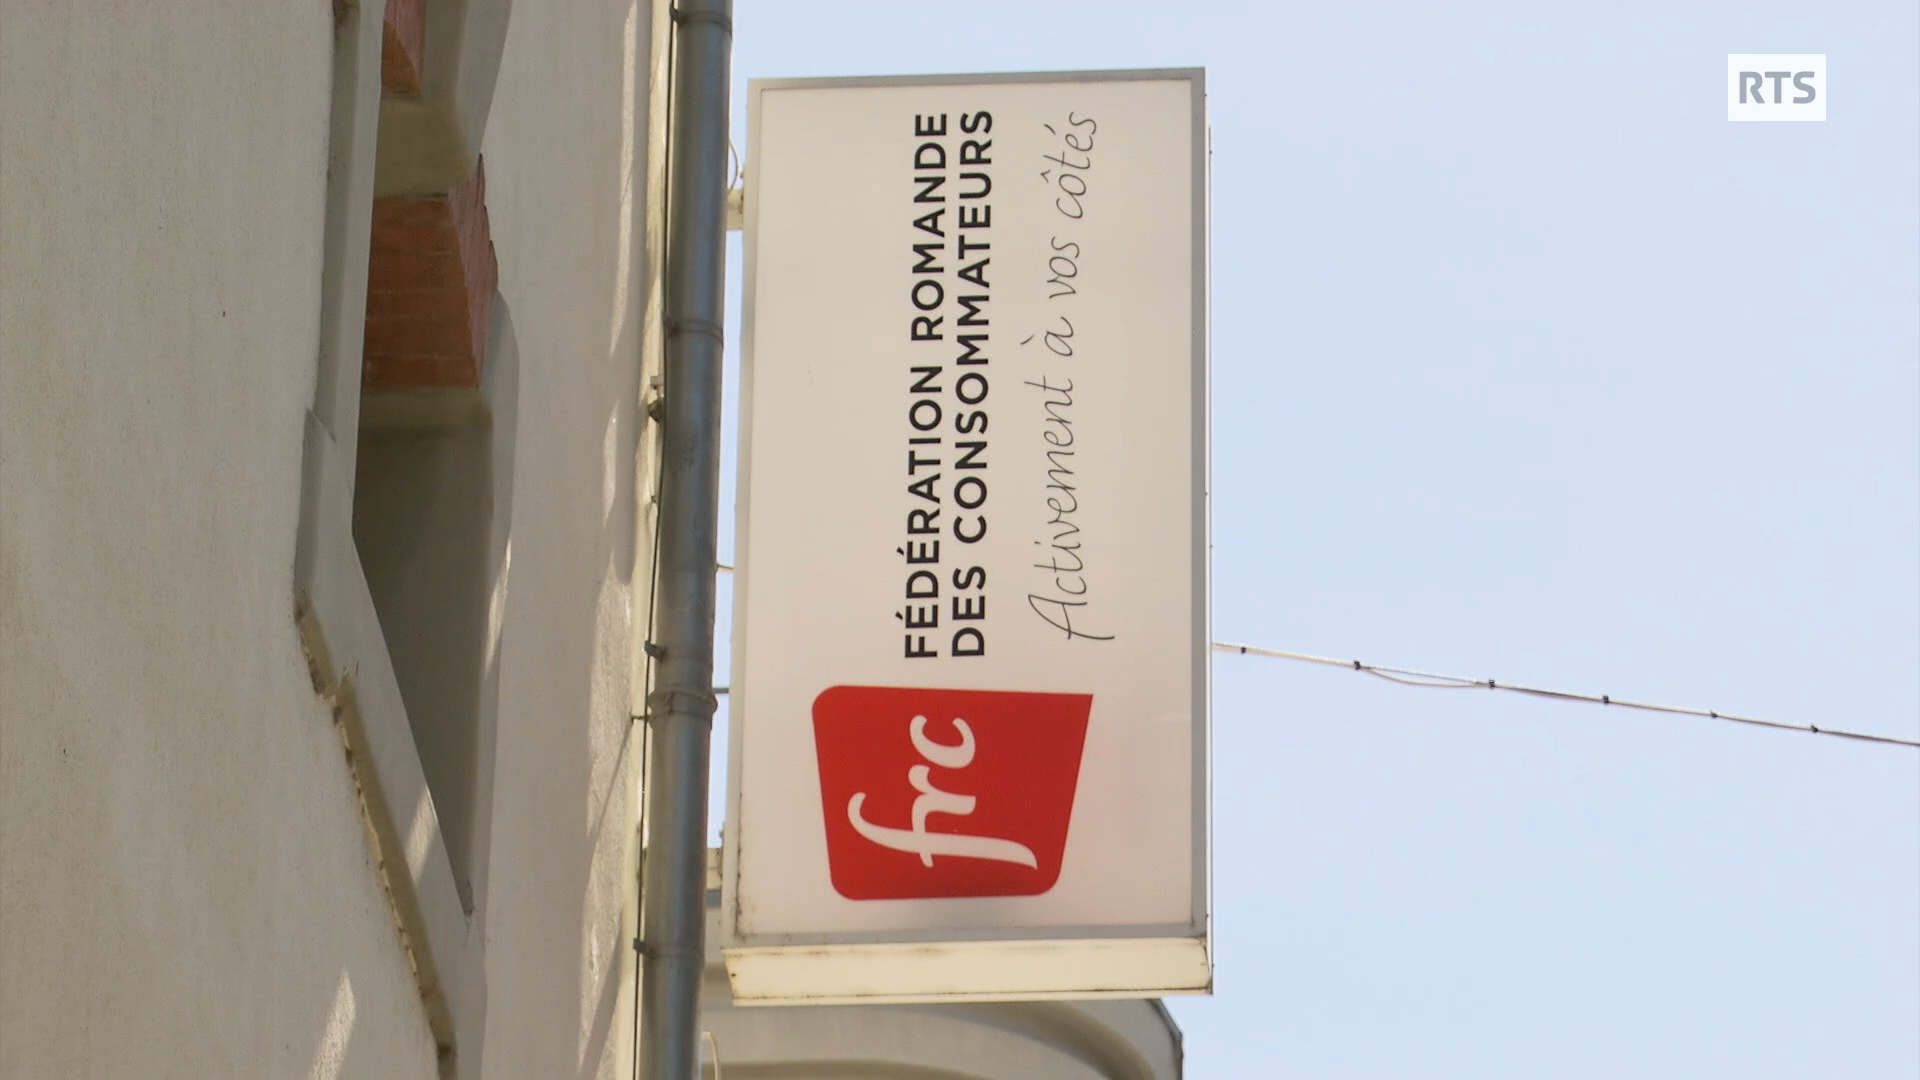 RTS
FÉDÉRATION ROMANDE
DES CONSOMMATEURS
Activement à vos côtés
frc